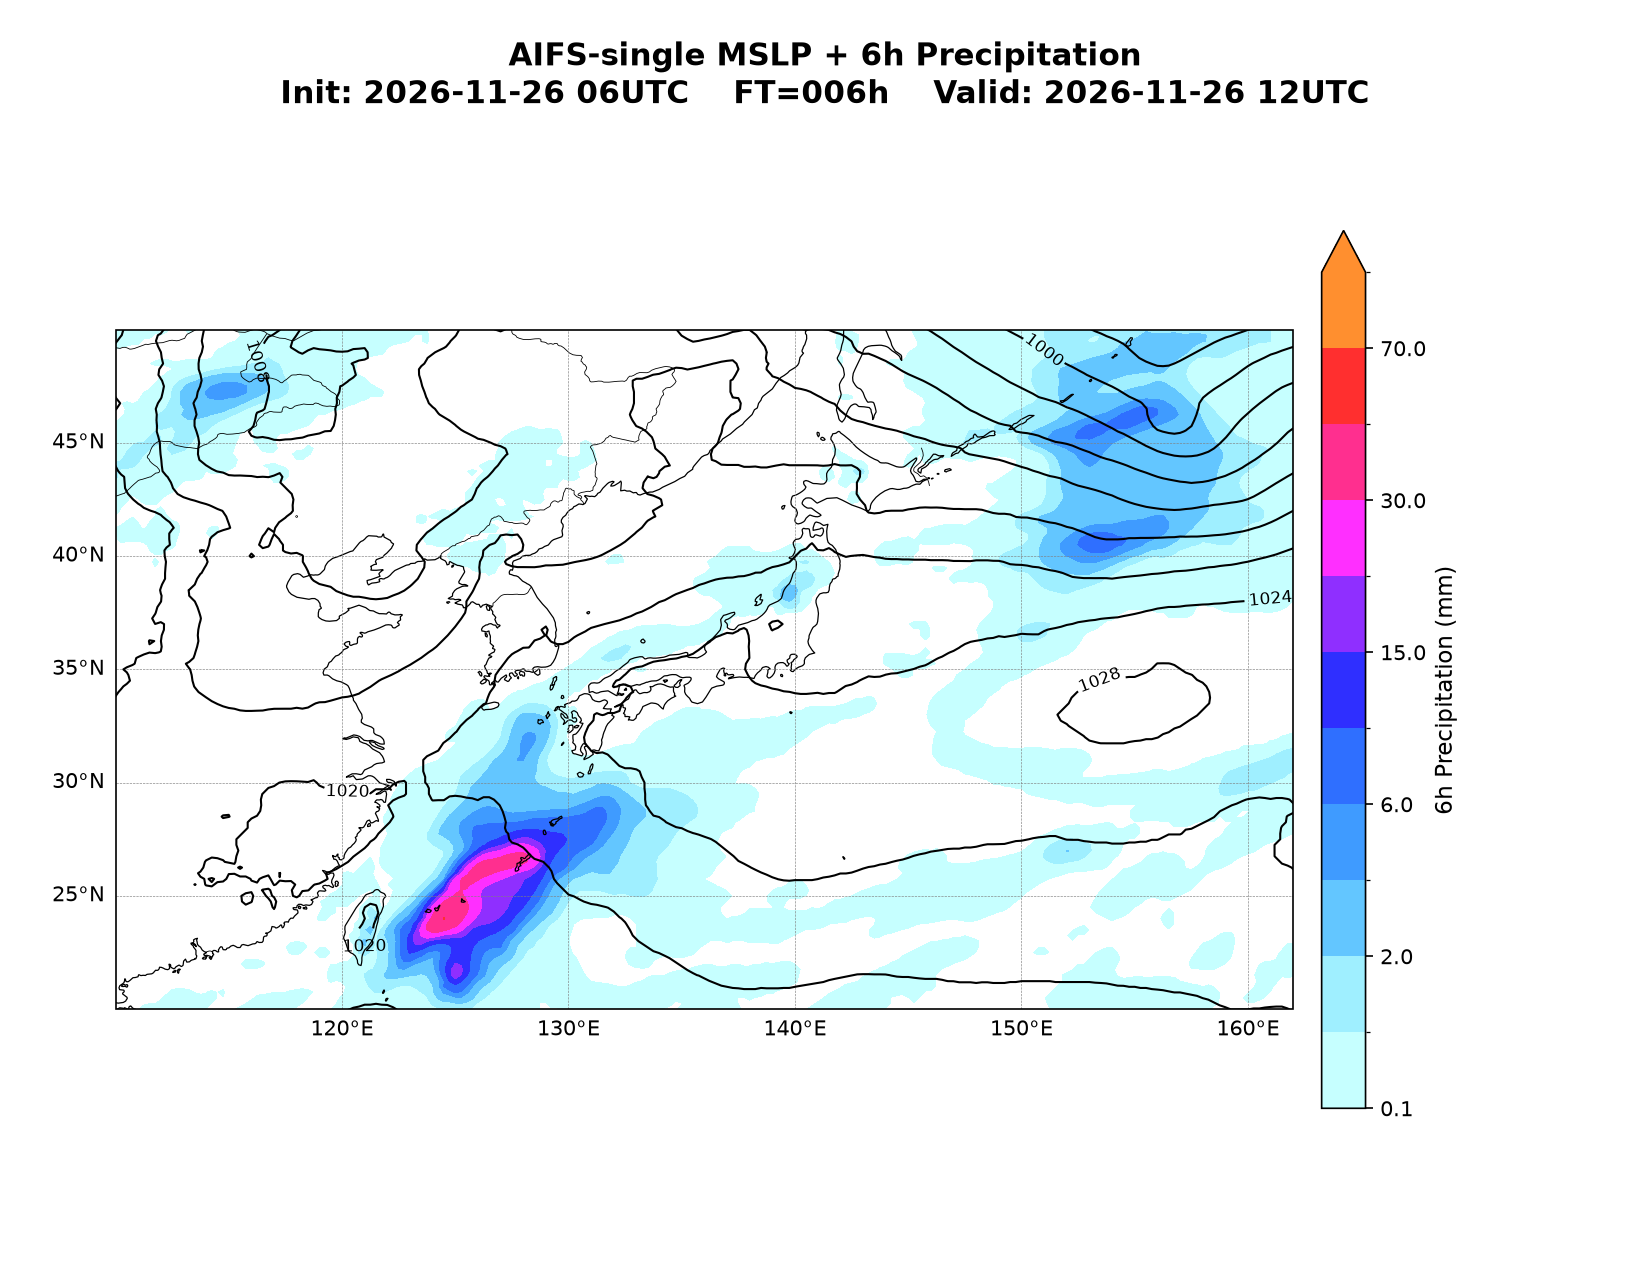 AIFS-single MSLP + 6h Precipitation
Init: 2026-11-26 06UTC    FT=006h    Valid: 2026-11-26 12UTC
1000
1008
1024
1028
1020
1020
45°N
40°N
35°N
30°N
25°N
120°E
130°E
140°E
150°E
160°E
70.0
30.0
15.0
6.0
2.0
0.1
6h Precipitation (mm)